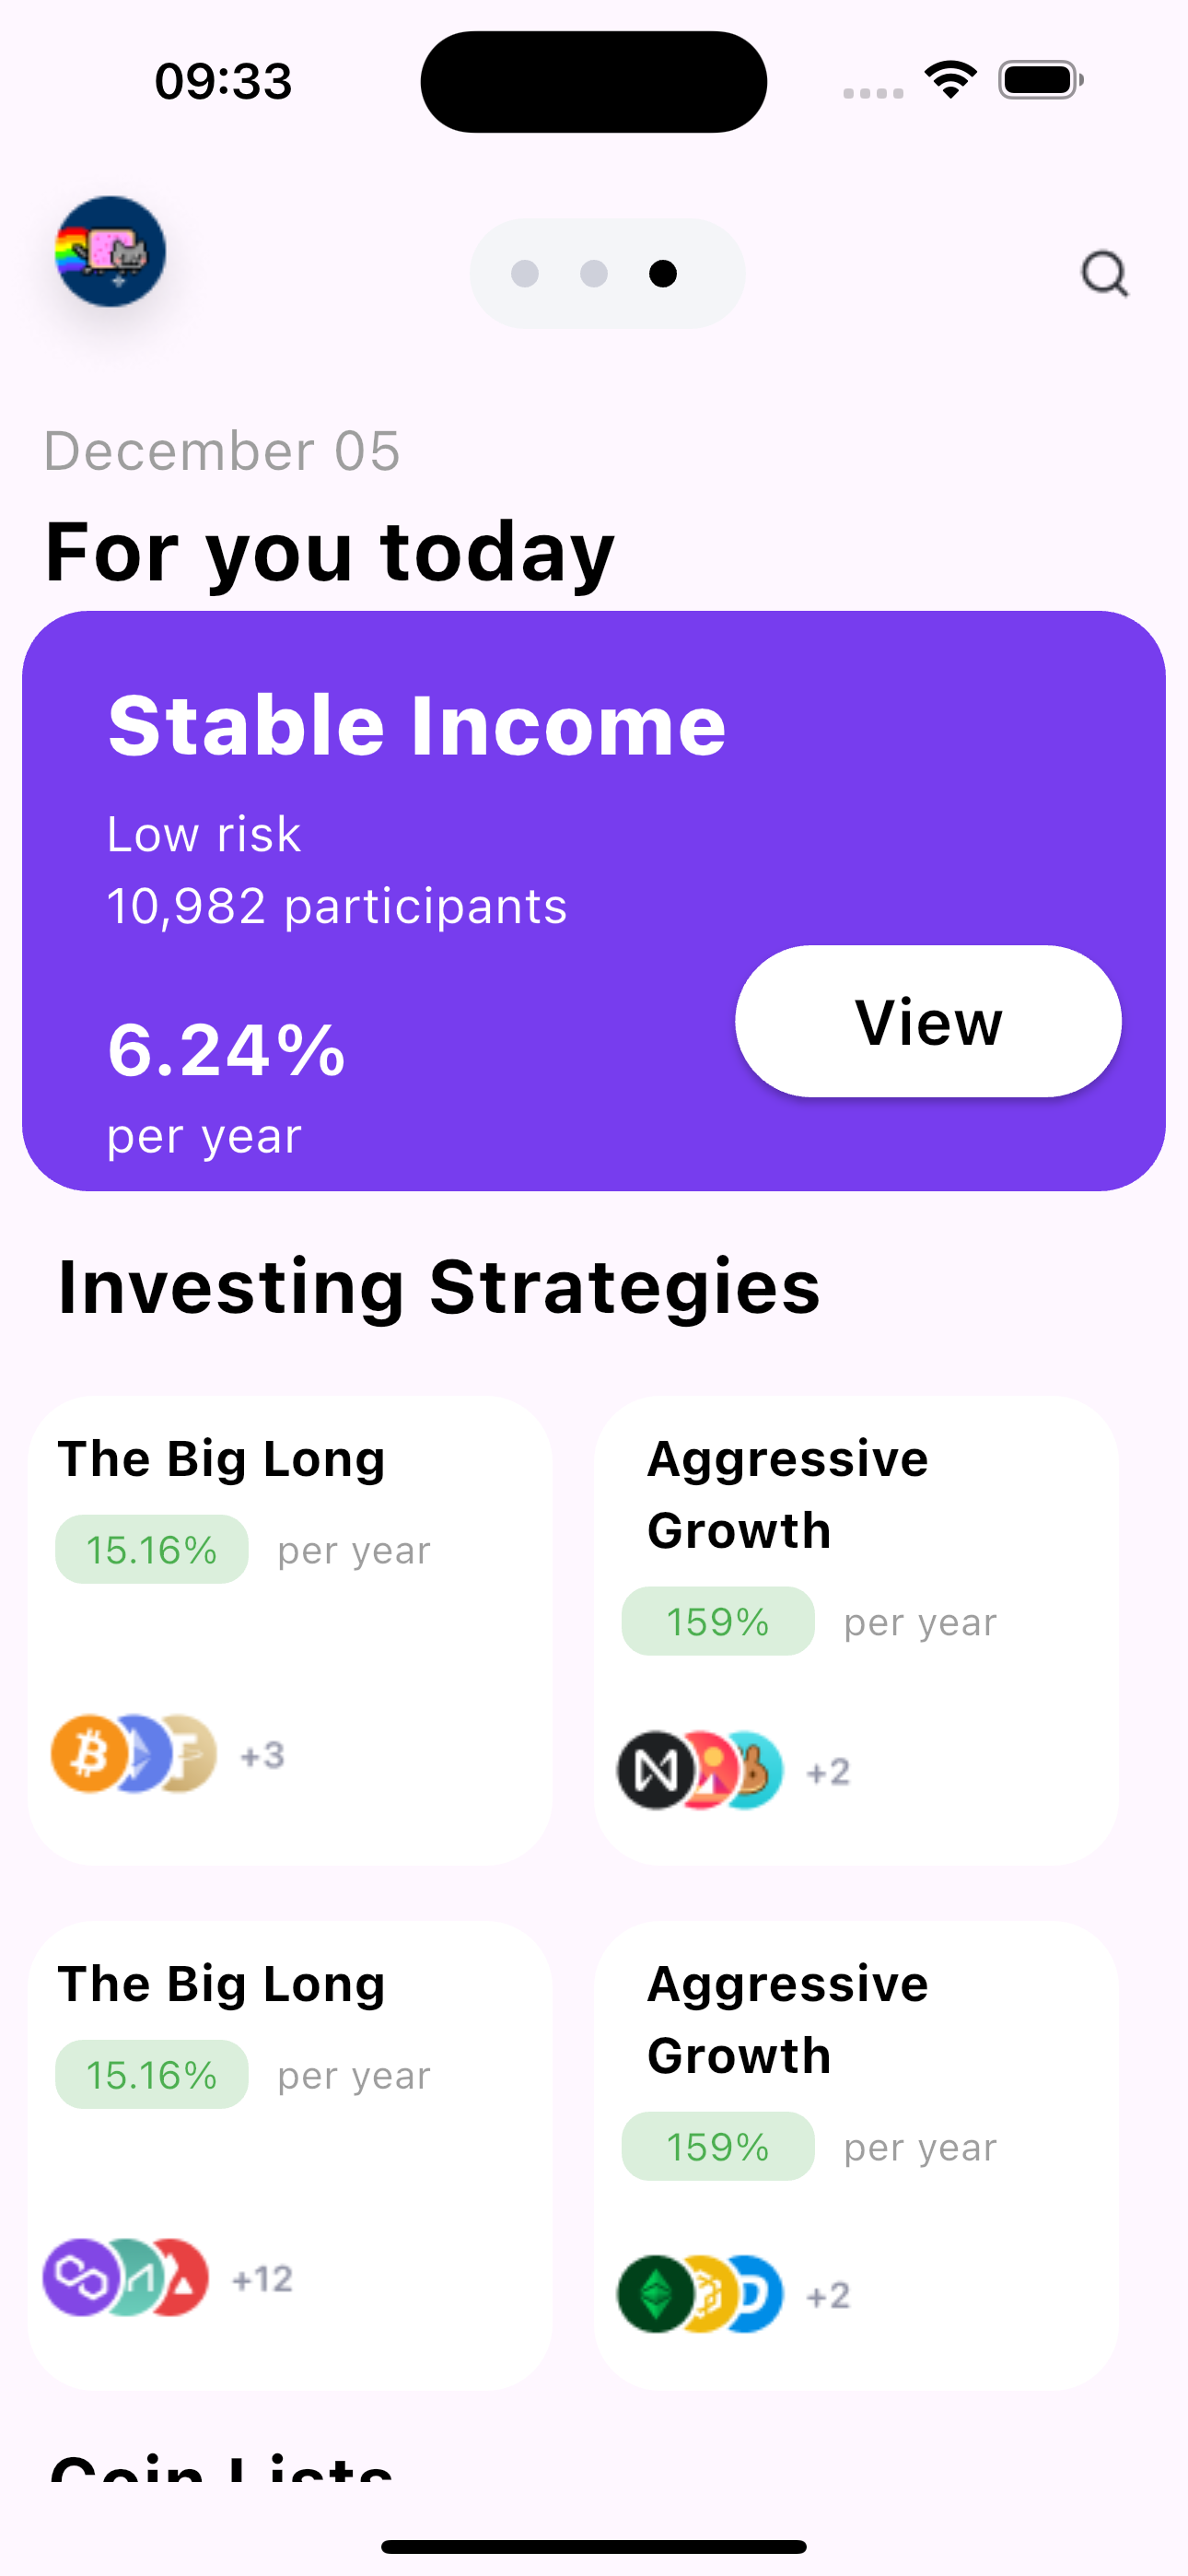 09:33
December 05
For you today
Stable Income
Low risk
10,982 participants
6.24%
per year
View
Investing Strategies
The Big Long
15.16% per year
+3
Aggressive
Growth
159% per year
+2
The Big Long
15.16% per year
+12
Aggressive
Growth
159% per year
+2
Coin Lists